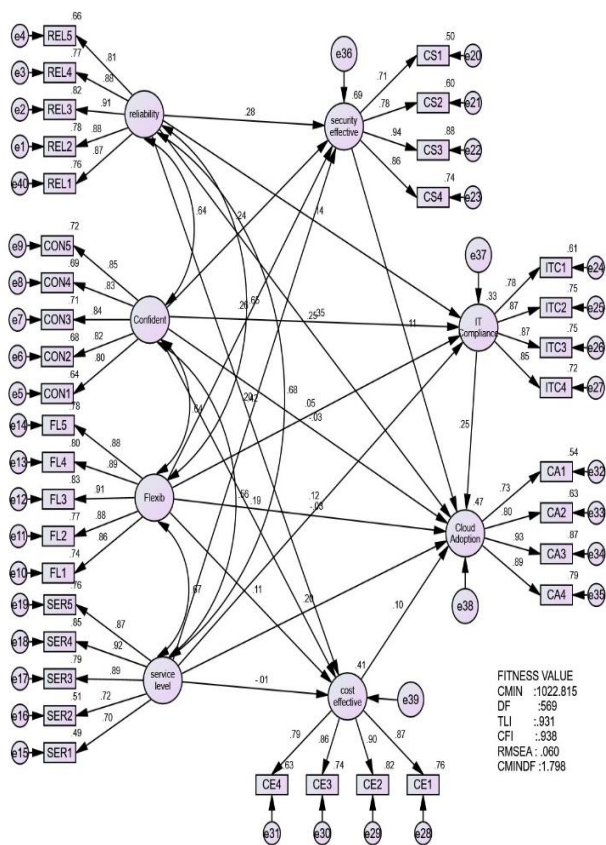 .66
e4 REL5
.77 .81
e3 REL4
.82 .88
e2 REL3
.91
.78 .88
e1 REL2
.76 .87
e40 REL1
reliability
.28
e36
.69
security
effective
.50
.71 CS1 e20
.60
.78 CS2 e21
.88
.94 CS3 e22
.74
.86 CS4 e23
.64
.24
.14
.72
e9 CON5
.69 .85
e8 CON4
.71 .83
e7 CON3
.84
.68 .82
e6 CON2
.64 .80
e5 CON1
Confident
.26
.65
.25
.35
.11
e37
.33
IT
Compliance
.61
.78 ITC1 e24
.75
.87 ITC2 e25
.75
.87 ITC3 e26
.72
.85 ITC4 e27
.64
.20
.68
.05
-.03
.25
.78
e14 FL5
.80 .88
e13 FL4
.83 .89
e12 FL3
.91
.77 .88
e11 FL2
.74 .86
e10 FL1
Flexib
.56
.19
.12
-.03
.47
Cloud
Adoption
e38
.54
.73 CA1 e32
.63
.80 CA2 e33
.87
.93 CA3 e34
.79
.89 CA4 e35
.67
.11
.20
.10
.76
e19 SER5
.85 .87
e18 SER4
.79 .92
e17 SER3
.89
.51 .72
e16 SER2
.49 .70
e15 SER1
service
level
-.01
.41
cost
effective
e39
.79 .86 .90 .87
.63 .74 .82 .76
CE4 CE3 CE2 CE1
e31 e30 e29 e28
FITNESS VALUE
CMIN :1022.815
DF :569
TLI :.931
CFI :.938
RMSEA : .060
CMINDF :1.798